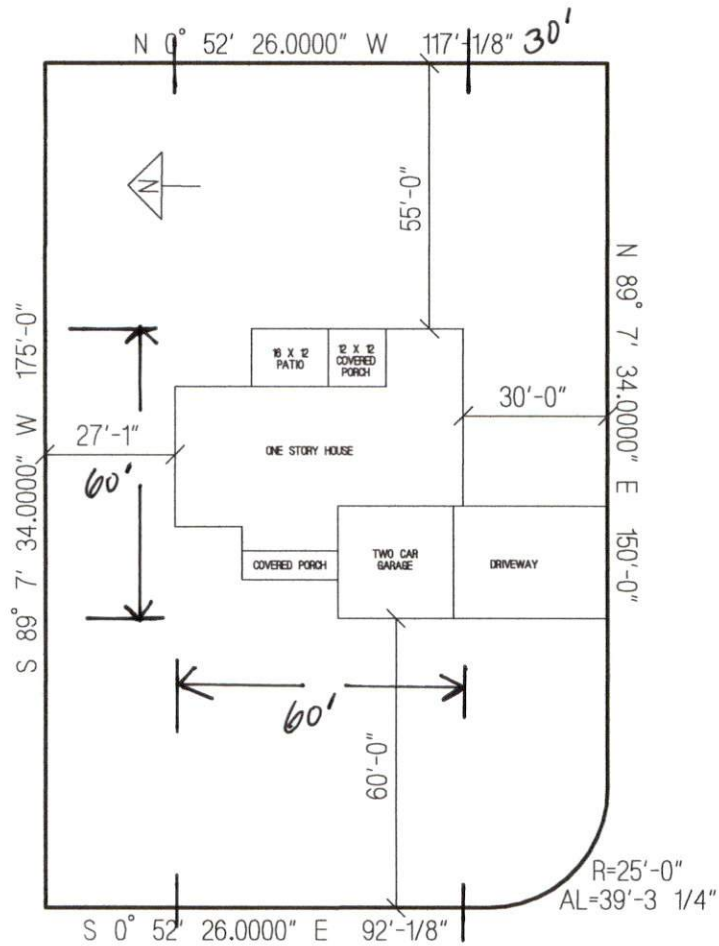 N 0° 52' 26.0000" W 117'-1/8" 30'
N
55'-0"
N 89° 7' 34.0000" E 150'-0"
S 89° 7' 34.0000" W 175'-0"
16 X 12
PATIO
12 X 12
COVERED
PORCH
30'-0"
27'-1"
ONE STORY HOUSE
60'
COVERED PORCH
TWO CAR
GARAGE
DRIVEWAY
60'
60'-0"
R=25'-0"
AL=39'-3 1/4"
S 0° 52' 26.0000" E 92'-1/8"